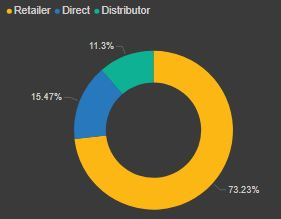 Retailer Direct Distributor
11.3%
15.47%
73.23%